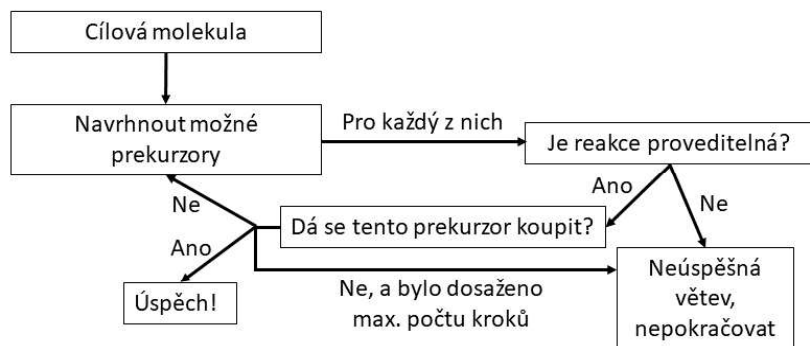 Cílová molekula
Navrhnout možné
prekurzory
Pro každý z nich
Je reakce proveditelná?
Ano
Ne
Dá se tento prekurzor koupit?
Ne
Ano
Úspěch!
Ne, a bylo dosaženo
max. počtu kroků
Neúspěšná
větev,
nepokračovat